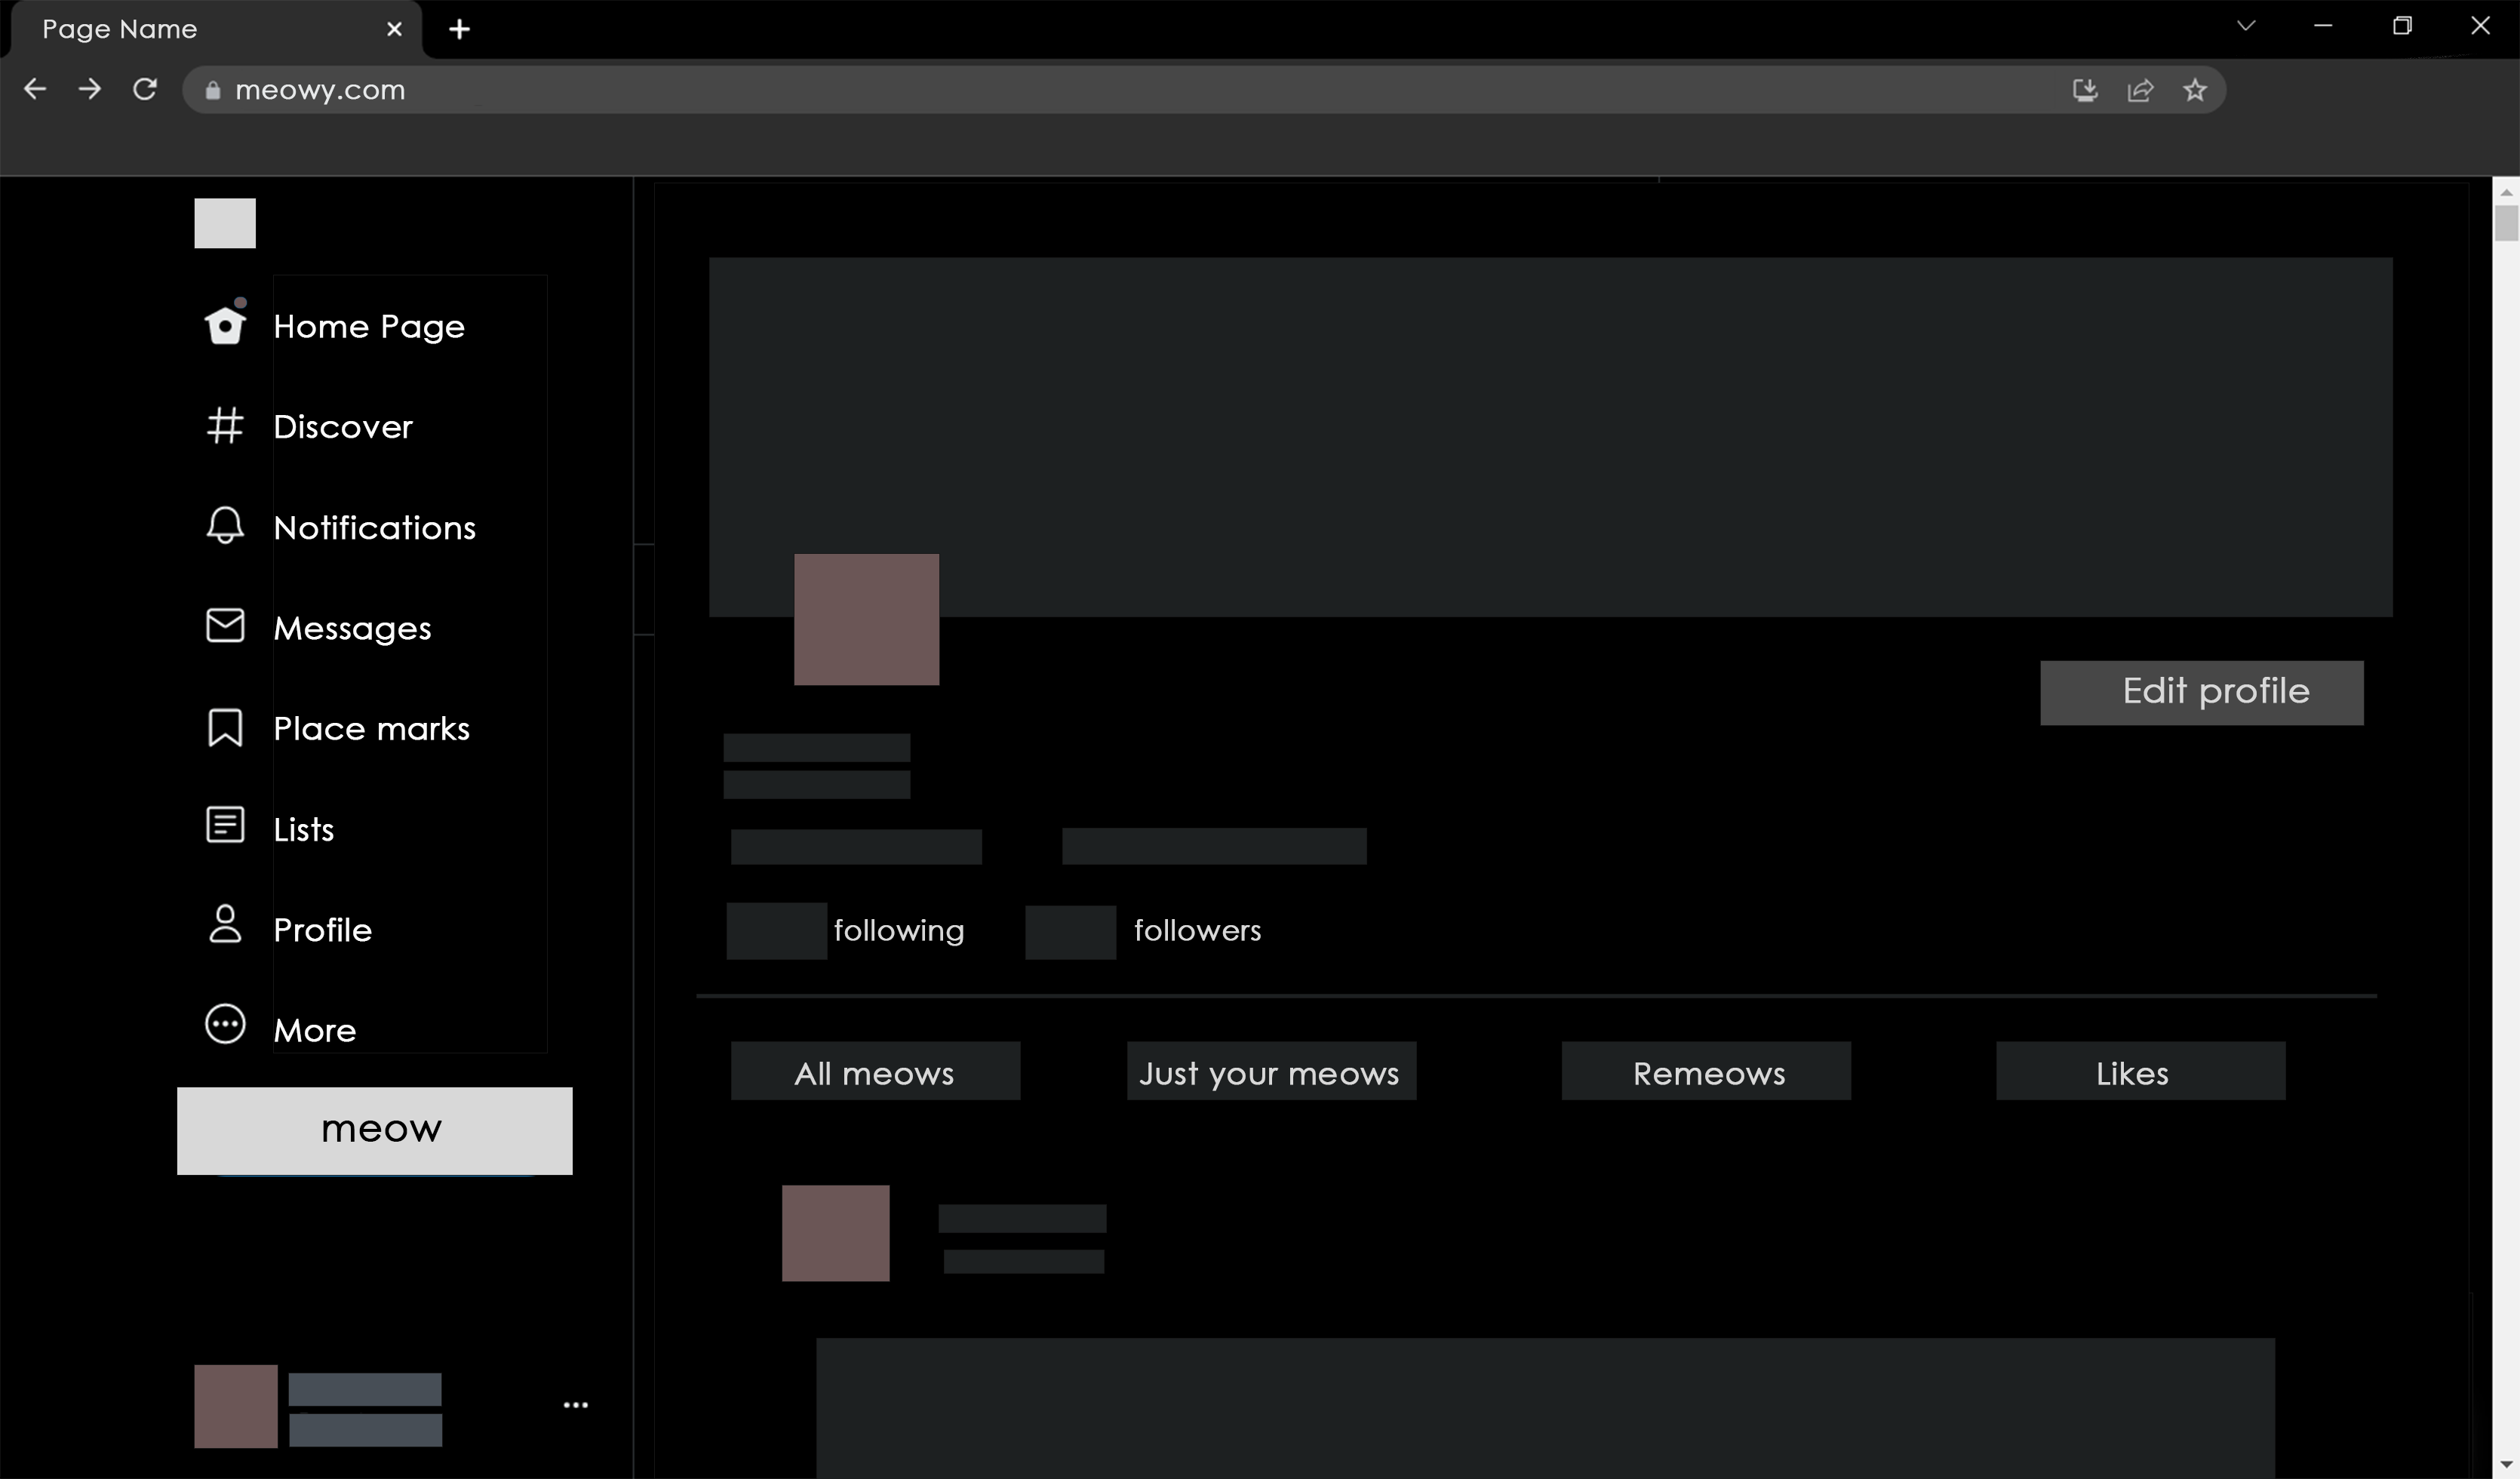 Page Name
meowy.com
Home Page
Discover
Notifications
Messages
Place marks
Lists
Profile
More
meow
Edit profile
following
followers
All meows
Just your meows
Remeows
Likes